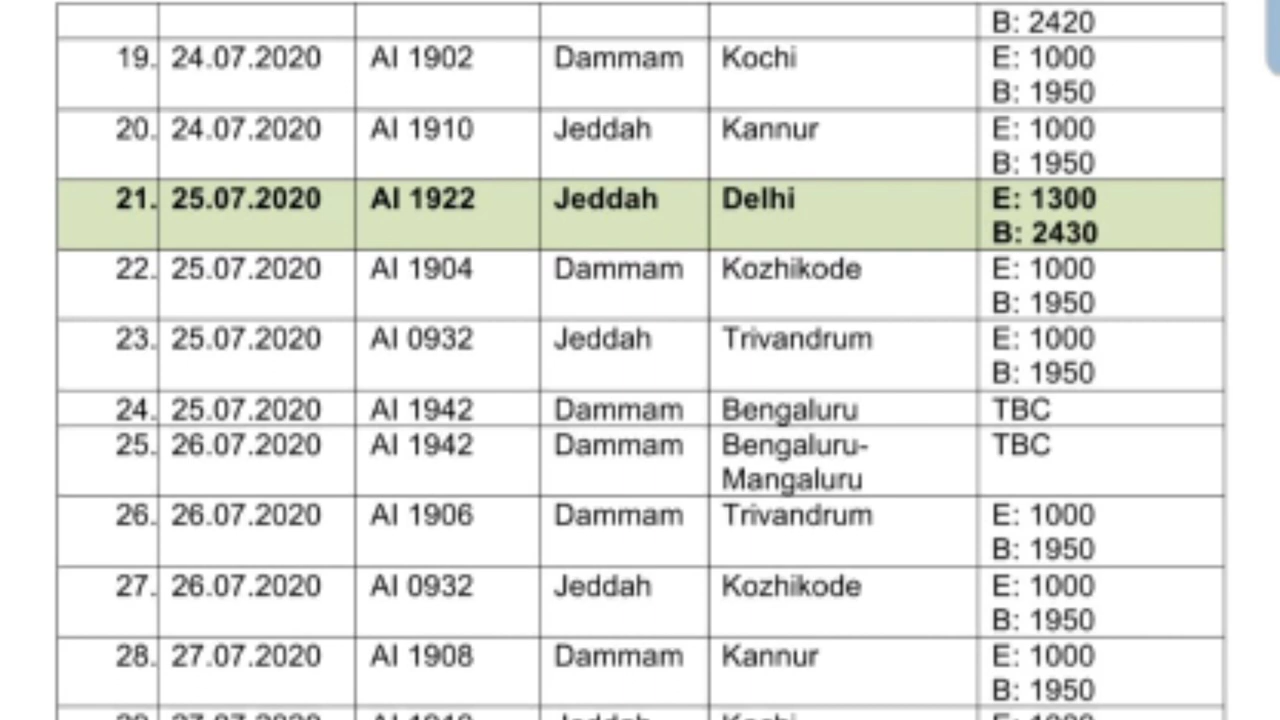 B: 2420
19. 24.07.2020 AI 1902 Dammam Kochi E: 1000
B: 1950
20. 24.07.2020 AI 1910 Jeddah Kannur E: 1000
B: 1950
21. 25.07.2020 AI 1922 Jeddah Delhi E: 1300
B: 2430
22. 25.07.2020 AI 1904 Dammam Kozhikode E: 1000
B: 1950
23. 25.07.2020 AI 0932 Jeddah Trivandrum E: 1000
B: 1950
24. 25.07.2020 AI 1942 Dammam Bengaluru TBC
25. 26.07.2020 AI 1942 Dammam Bengaluru- TBC
Mangaluru
26. 26.07.2020 AI 1906 Dammam Trivandrum E: 1000
B: 1950
27. 26.07.2020 AI 0932 Jeddah Kozhikode E: 1000
B: 1950
28. 27.07.2020 AI 1908 Dammam Kannur E: 1000
B: 1950